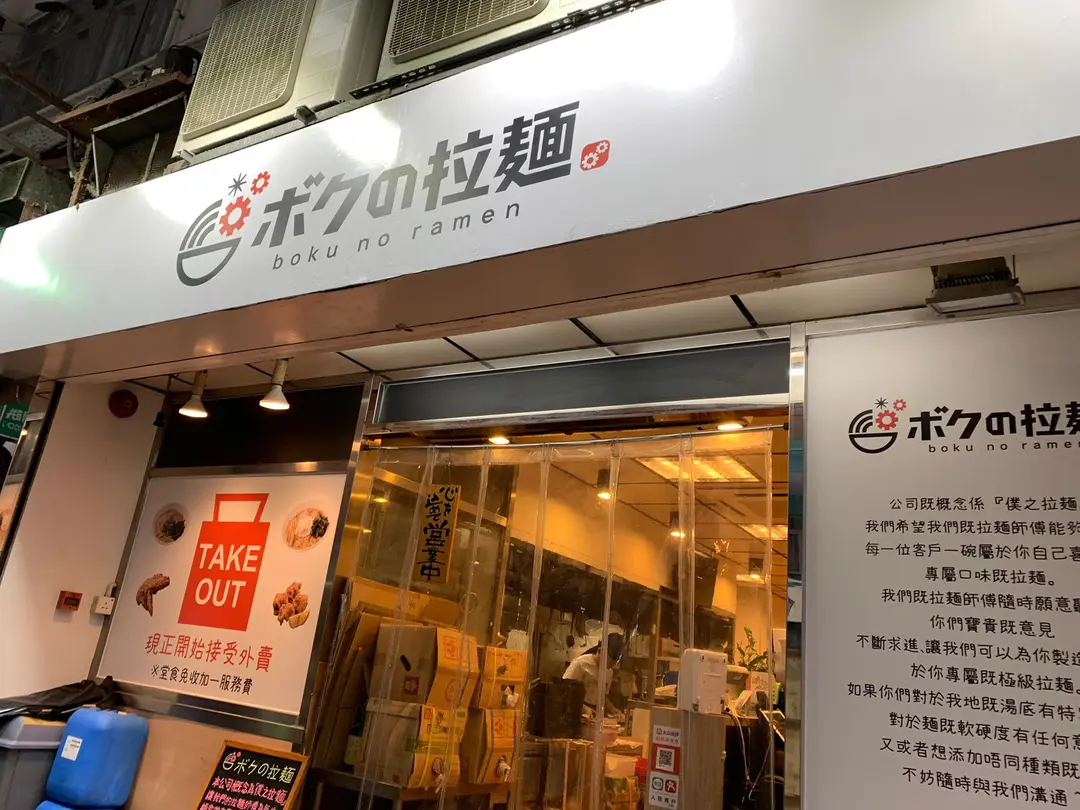 ボクの拉麺
boku no ramen
ボクの拉麺
boku no ramen
公司既概念係『僕之拉麵
我們希望我們既拉麵師傅能夠
每一位客戶一碗屬於你自己喜
專屬口味既拉麵。
我們既拉麵師傅隨時願意
你們寶貴既意見
不斷求進,讓我們可以為你製造
於你專屬既極級拉麵。
如果你們對於我地既湯底有特
對於麵既軟硬度有任何意
又或者想添加唔同種類既
不妨隨時與我們溝通
TAKE
OUT
現正開始接受外賣
※堂食免收加一服務費
營業中
ボクの拉麺